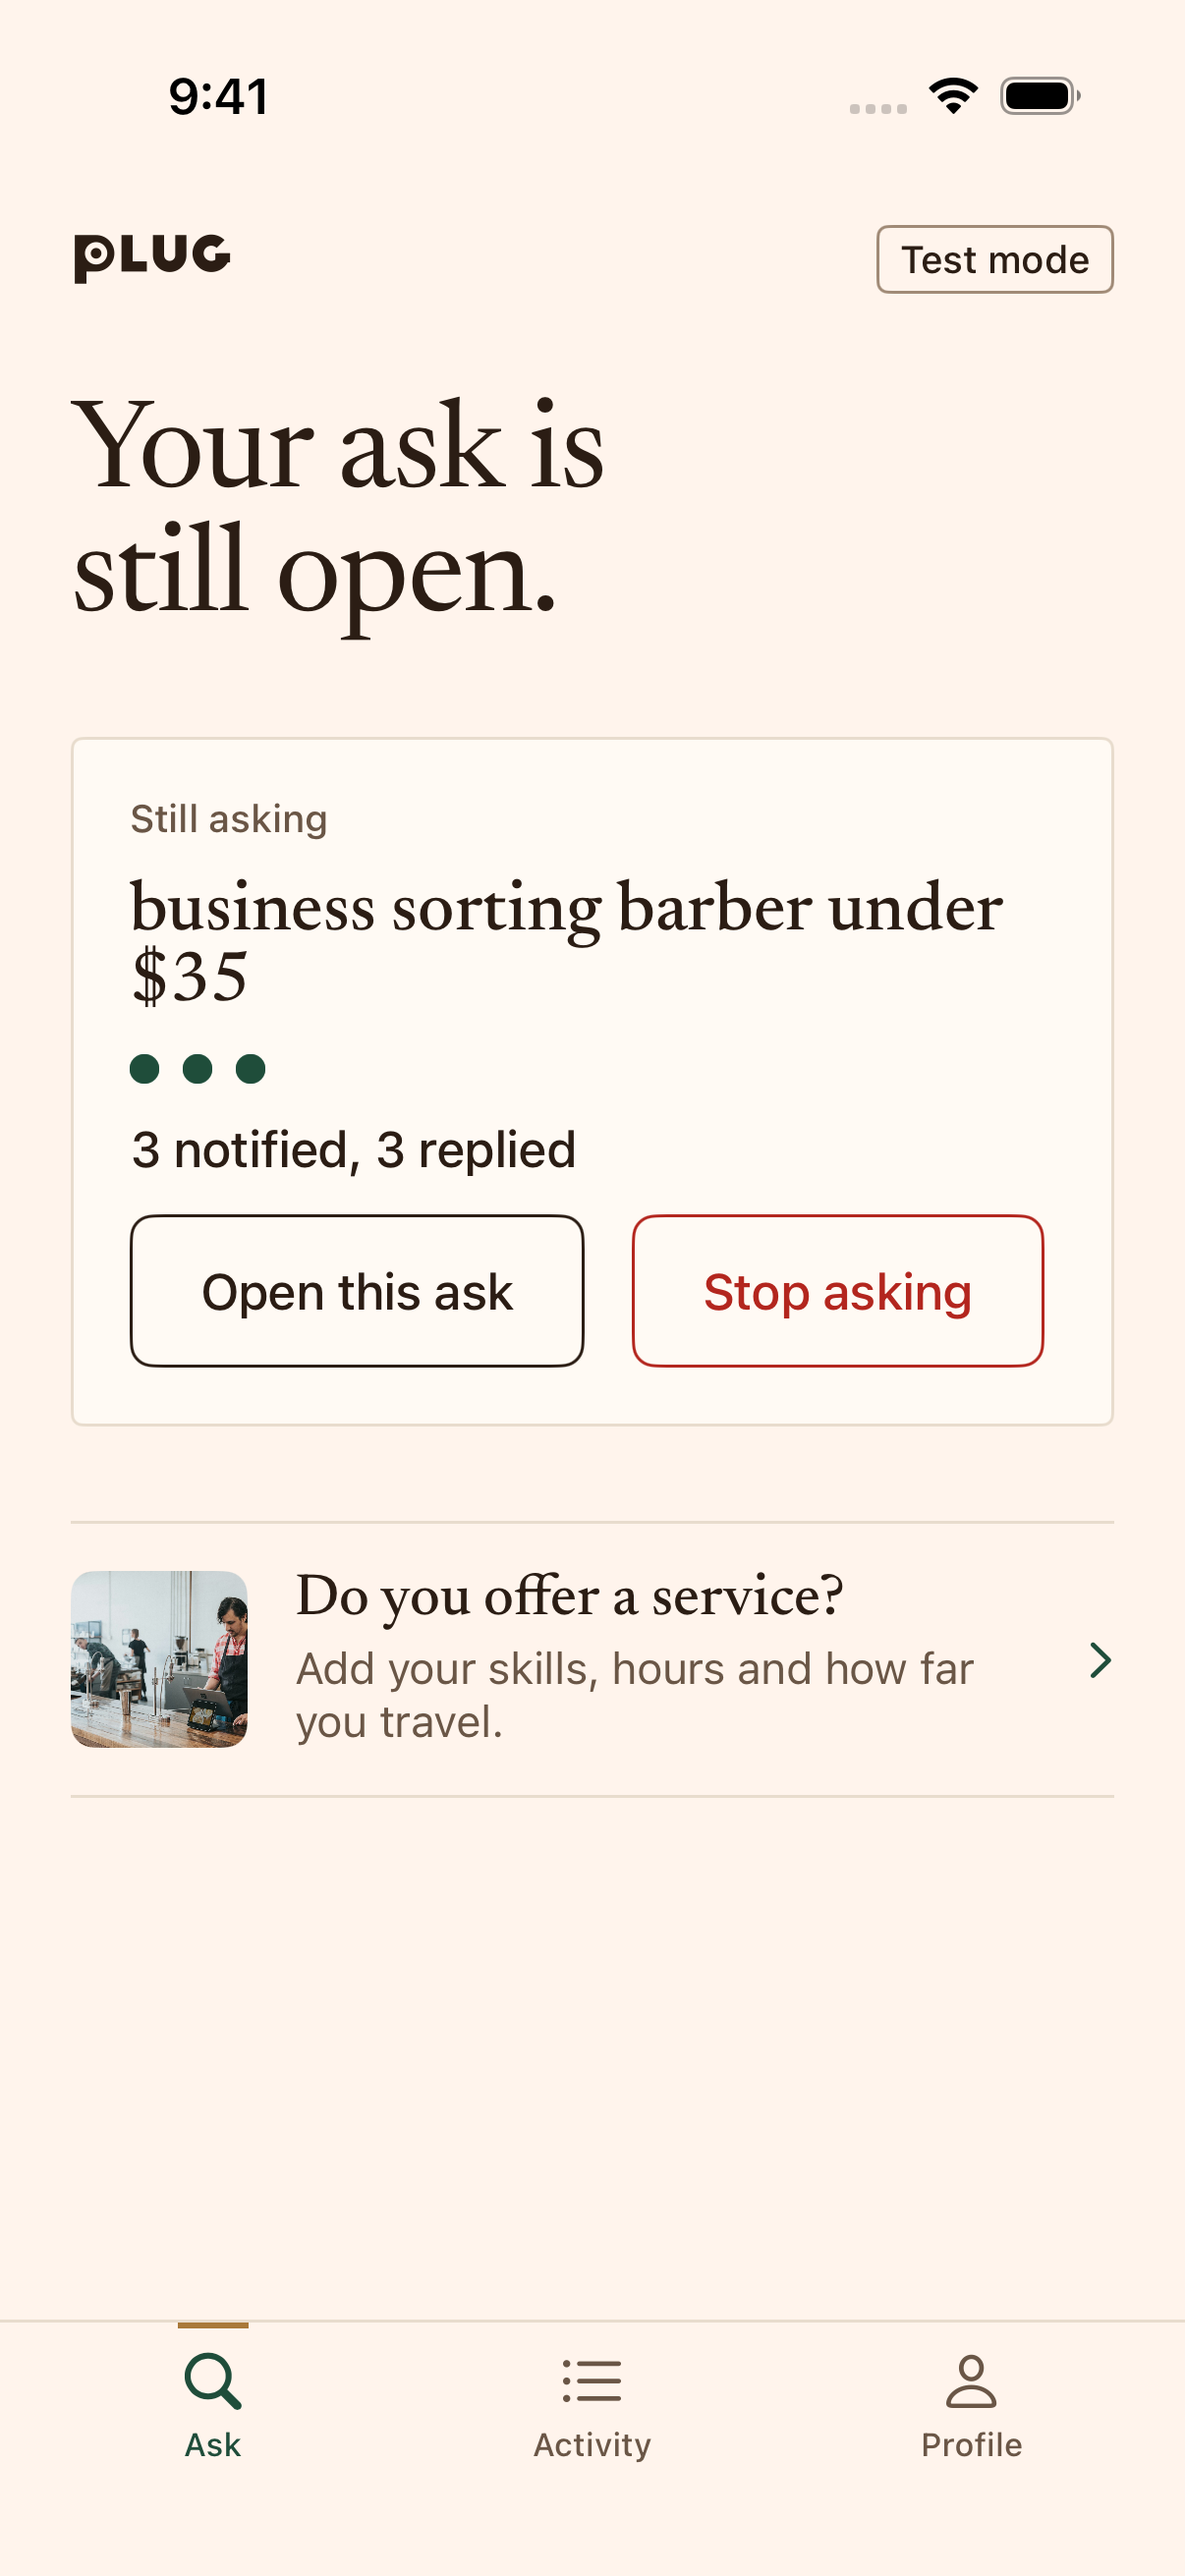 9:41
PLUG
Test mode
Your ask is
still open.
Still asking
business sorting barber under
$35
3 notified, 3 replied
Open this ask
Stop asking
Do you offer a service?
Add your skills, hours and how far
you travel.
Ask
Activity
Profile